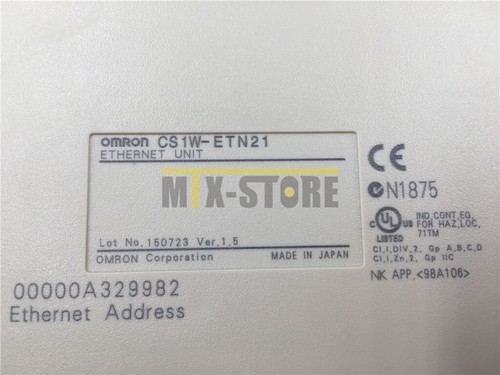 omron CS1W-ETN21
ETHERNET UNIT
MTX-STORE
Lot No. 150723 Ver.1.5
OMRON Corporation MADE IN JAPAN
00000A329982
Ethernet Address
CE
N1875
C UL US LISTED
IND.CONT.EQ.
FOR HAZ.LOC.
71TM
Cl,I,DIV,2, Gp A,B,C,D
Cl,I,Zn,2, Gp IIC
NK APP.<98A106>